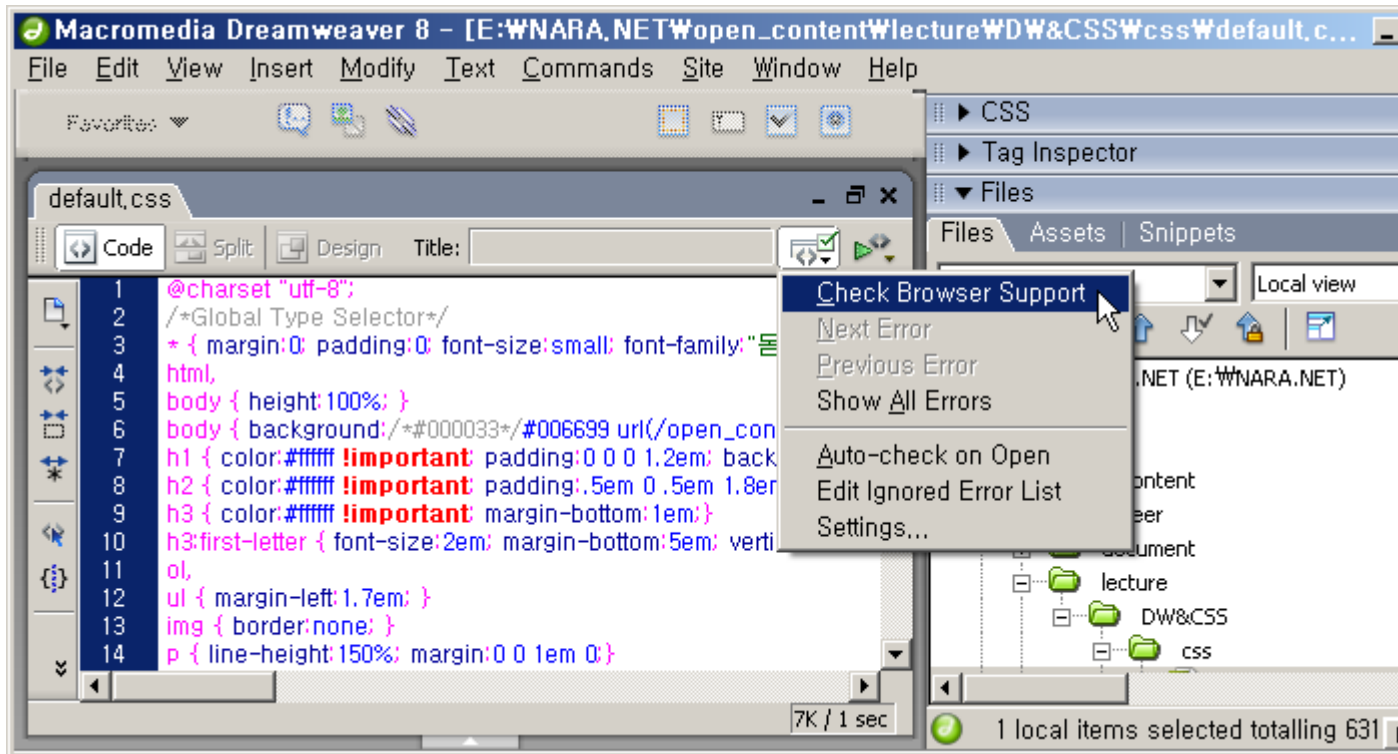 Macromedia Dreamweaver 8 - [E:₩NARA.NET₩open_content₩lecture₩DW&CSS₩css₩default.c...
File Edit View Insert Modify Text Commands Site Window Help
Favorites
CSS
Tag Inspector
Files
default.css
Files Assets | Snippets
Code Split Design Title:
Local view
Check Browser Support
Next Error
Previous Error
Show All Errors
Auto-check on Open
Edit Ignored Error List
Settings...
1 @charset "utf-8";
2 /*Global Type Selector*/
3 * { margin:0; padding:0; font-size:small; font-family:"돋
4 html,
5 body { height:100%; }
6 body { background:/*#000033*/#006699 url(/open_con
7 h1 { color:#ffffff !important; padding:0 0 0 1.2em; back
8 h2 { color:#ffffff !important; padding:.5em 0 .5em 1.8em
9 h3 { color:#ffffff !important; margin-bottom:1em;}
10 h3:first-letter { font-size:2em; margin-bottom:5em; verti
11 ol,
12 ul { margin-left:1.7em; }
13 img { border:none; }
14 p { line-height:150%; margin:0 0 1em 0;}
.NET (E:₩NARA.NET)
ontent
eer
document
lecture
DW&CSS
css
7K / 1 sec
1 local items selected totalling 631